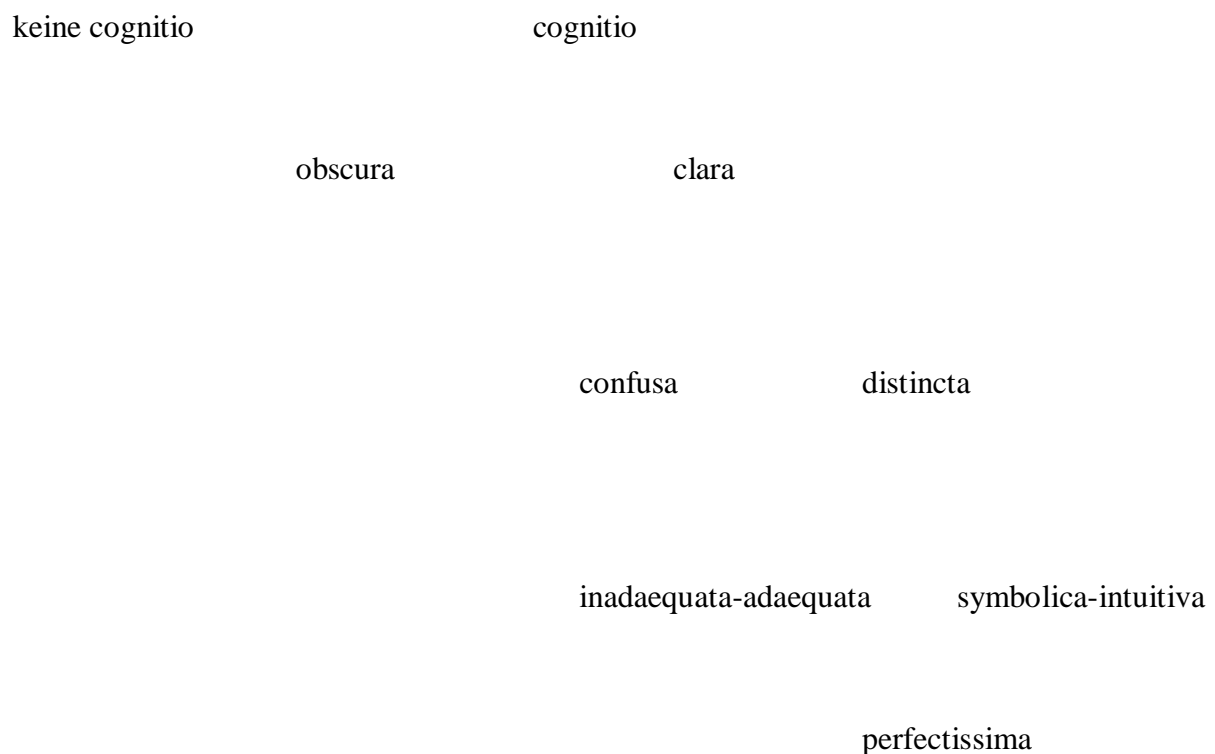 keine cognitio cognitio
obscura clara
confusa distincta
inadaequata-adaequata symbolica-intuitiva
perfectissima